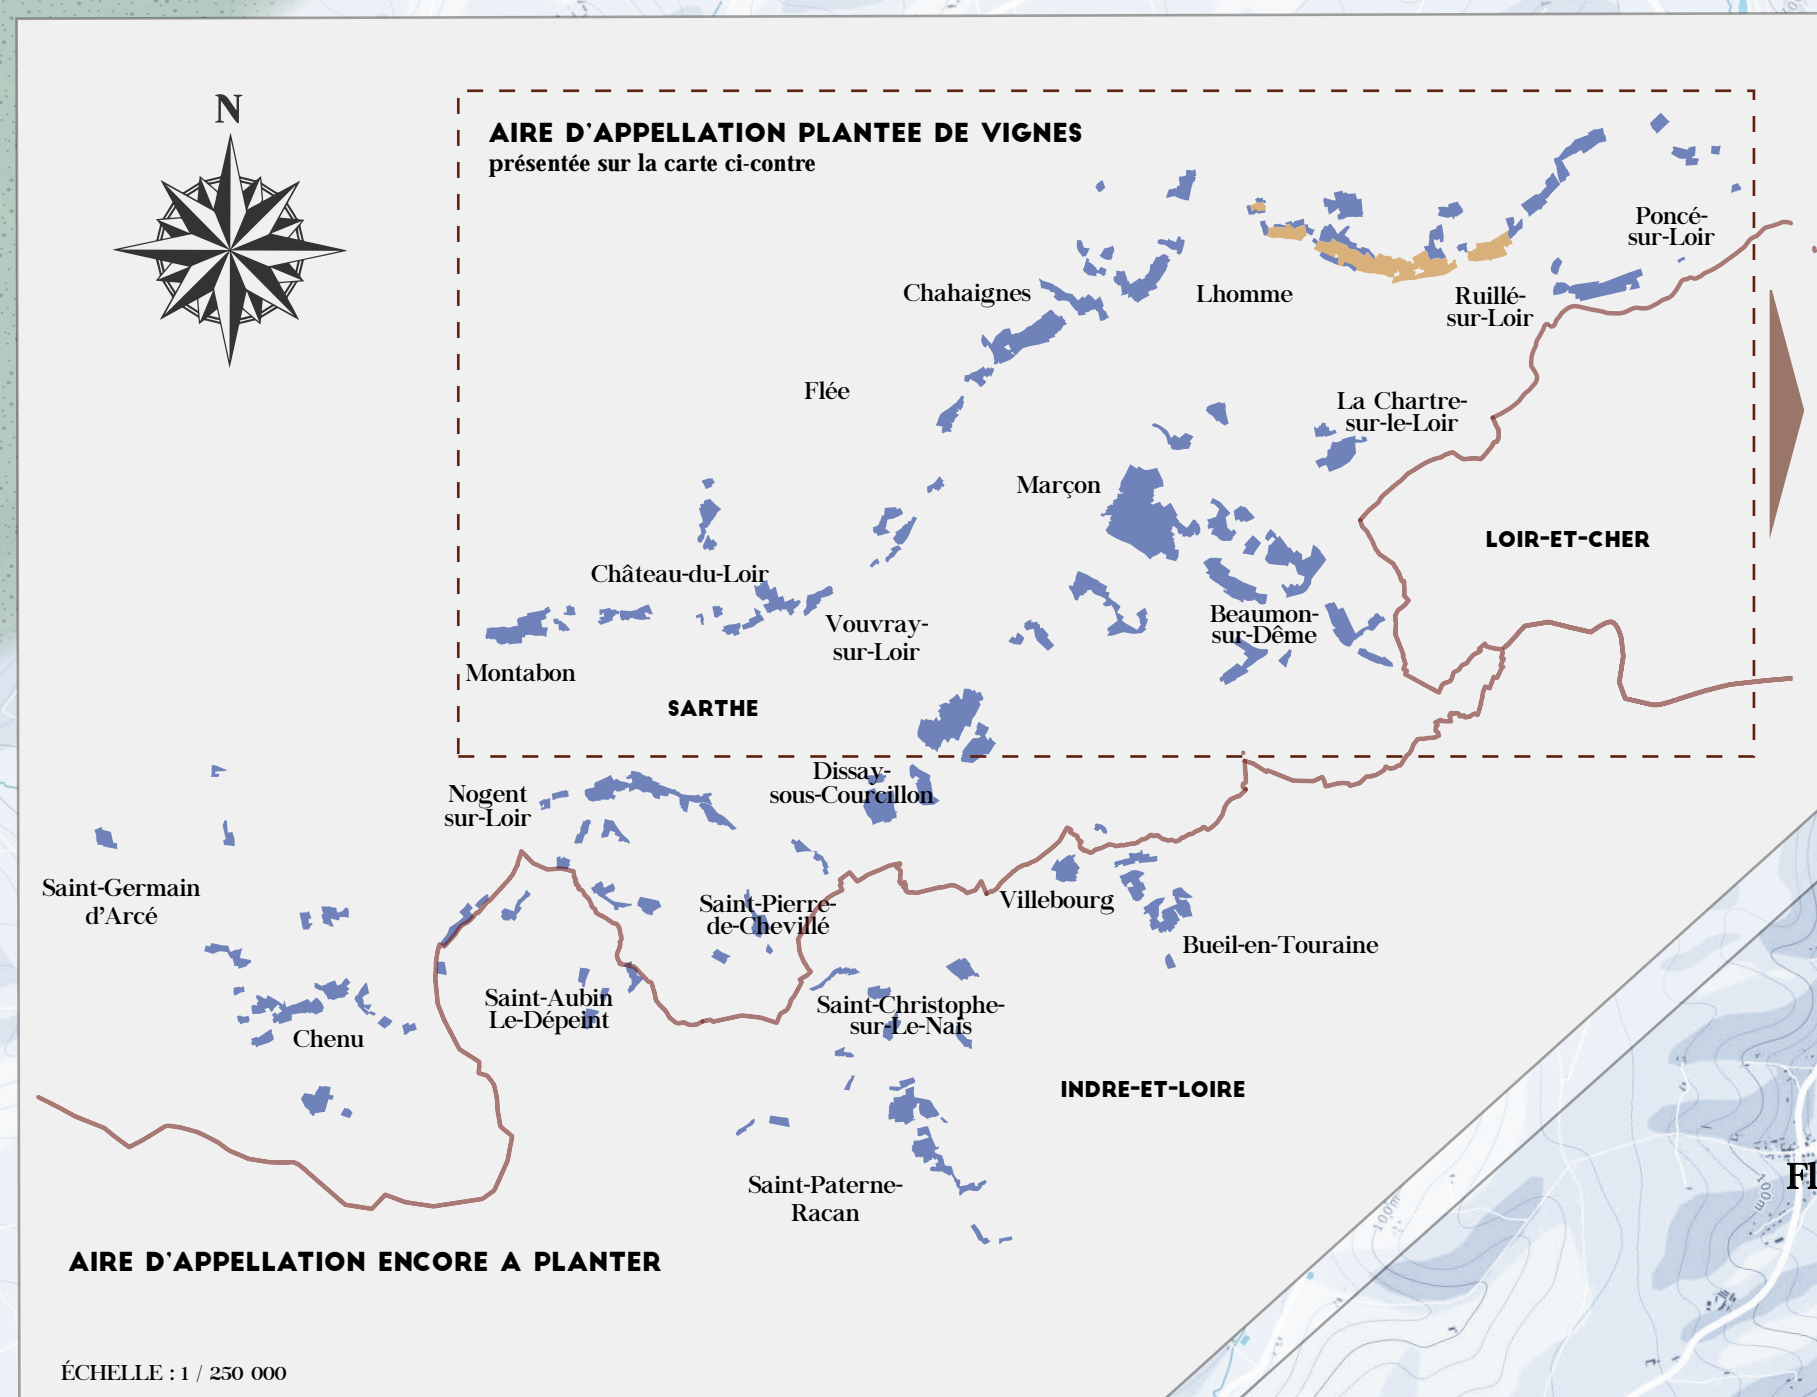 N
AIRE D'APPELLATION PLANTEE DE VIGNES
présentée sur la carte ci-contre
Poncé-
sur-Loir
Chahaignes
Lhomme
Ruillé-
sur-Loir
Flée
La Chartre-
sur-le-Loir
Marçon
LOIR-ET-CHER
Château-du-Loir
Beaumon-
sur-Dême
Vouvray-
sur-Loir
Montabon
SARTHE
Dissay-
sous-Courcillon
Nogent
sur-Loir
Saint-Germain
d'Arcé
Saint-Pierre-
de-Chevillé
Villebourg
Bueil-en-Touraine
Saint-Aubin
Le-Dépeint
Saint-Christophe-
sur-Le-Nais
Chenu
INDRE-ET-LOIRE
Saint-Paterne-
Racan
100m
100m
Fl
AIRE D'APPELLATION ENCORE A PLANTER
ÉCHELLE : 1 / 250 000